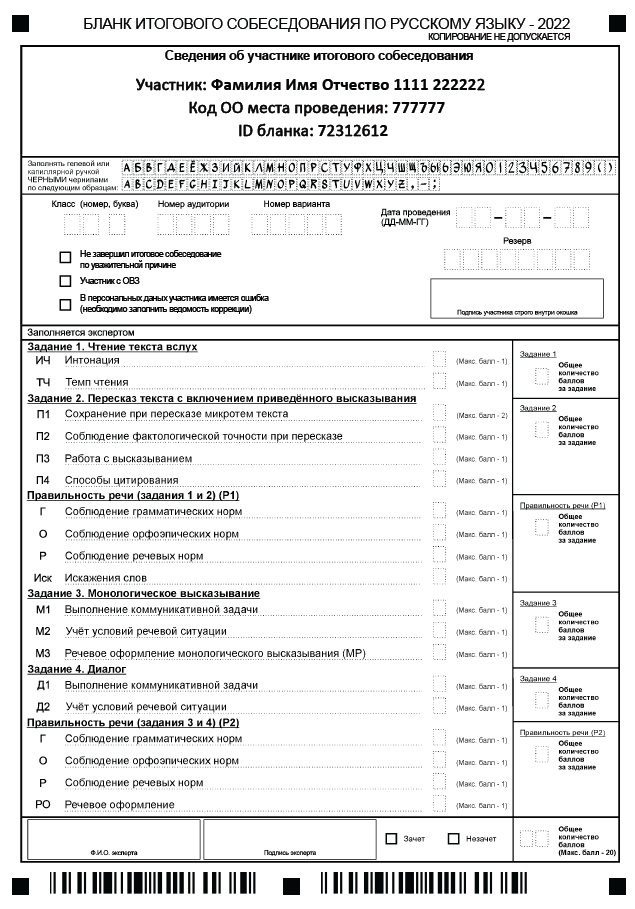 БЛАНК ИТОГОВОГО СОБЕСЕДОВАНИЯ ПО РУССКОМУ ЯЗЫКУ - 2022
КОПИРОВАНИЕ НЕ ДОПУСКАЕТСЯ
Сведения об участнике итогового собеседования
Участник: Фамилия Имя Отчество 1111 222222
Код ОО места проведения: 777777
ID бланка: 72312612
Заполнять гелевой или
капиллярной ручкой
ЧЕРНЫМИ чернилами
по следующим образцам:
АБВГДЕЁЖЗИЙКЛМНОПРСТУФХЦЧШЩЪЫЬЭЮЯ0123456789()
ABCDEFGHIJKLMNOPQRSTUVWXYZ,-;
Класс (номер, буква) Номер аудитории Номер варианта
Дата проведения
(ДД-ММ-ГГ)
Резерв
Не завершил итоговое собеседование
по уважительной причине
Участник с ОВЗ
В персональных даных участника имеется ошибка
(необходимо заполнить ведомость коррекции)
Подпись участника строго внутри окошка
Заполняется экспертом
Задание 1. Чтение текста вслух
ИЧ Интонация (Макс. балл - 1)
ТЧ Темп чтения (Макс. балл - 1)
Задание 1
Общее
количество
баллов
за задание
Задание 2. Пересказ текста с включением приведённого высказывания
П1 Сохранение при пересказе микротем текста (Макс. балл - 2)
П2 Соблюдение фактологической точности при пересказе (Макс. балл - 1)
П3 Работа с высказыванием (Макс. балл - 1)
П4 Способы цитирования (Макс. балл - 1)
Задание 2
Общее
количество
баллов
за задание
Правильность речи (задания 1 и 2) (Р1)
Г Соблюдение грамматических норм (Макс. балл - 1)
О Соблюдение орфоэпических норм (Макс. балл - 1)
Р Соблюдение речевых норм (Макс. балл - 1)
Иск Искажения слов (Макс. балл - 1)
Правильность речи (Р1)
Общее
количество
баллов
за задание
Задание 3. Монологическое высказывание
М1 Выполнение коммуникативной задачи (Макс. балл - 1)
М2 Учёт условий речевой ситуации (Макс. балл - 1)
М3 Речевое оформление монологического высказывания (МР) (Макс. балл - 1)
Задание 3
Общее
количество
баллов
за задание
Задание 4. Диалог
Д1 Выполнение коммуникативной задачи (Макс. балл - 1)
Д2 Учёт условий речевой ситуации (Макс. балл - 1)
Задание 4
Общее
количество
баллов
за задание
Правильность речи (задания 3 и 4) (Р2)
Г Соблюдение грамматических норм (Макс. балл - 1)
О Соблюдение орфоэпических норм (Макс. балл - 1)
Р Соблюдение речевых норм (Макс. балл - 1)
РО Речевое оформление (Макс. балл - 1)
Правильность речи (Р2)
Общее
количество
баллов
за задание
Ф.И.О. эксперта
Подпись эксперта
Зачет Незачет
Общее
количество
баллов
(Макс. балл - 20)